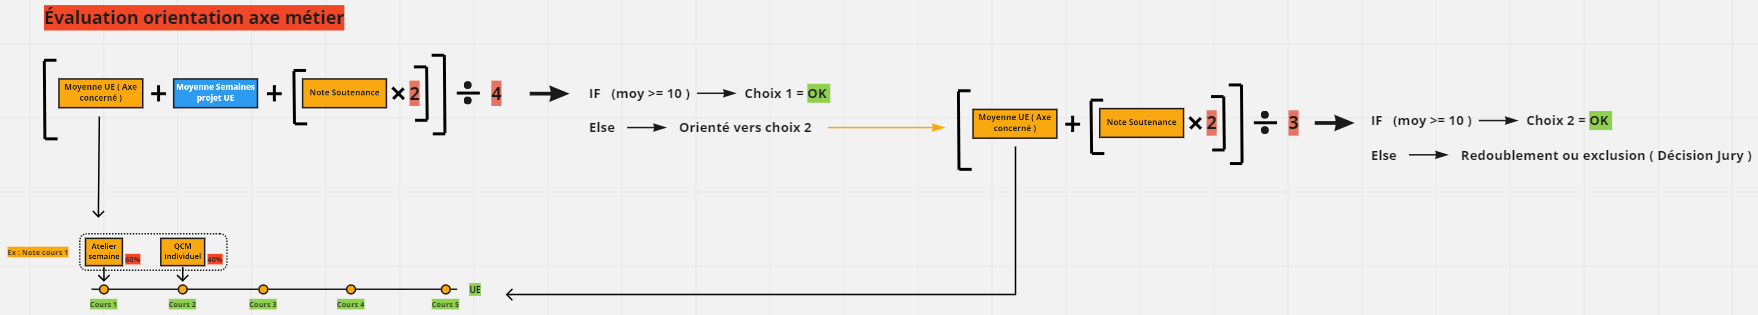 Évaluation orientation axe métier
Moyenne UE ( Axe
concerné )
+
Moyenne Semaines
projet UE
+
Note Soutenance
× 2
÷ 4
IF (moy >= 10 )
Choix 1 = OK
Else
Orienté vers choix 2
Moyenne UE ( Axe
concerné )
+
Note Soutenance
× 2
÷ 3
IF (moy >= 10 )
Choix 2 = OK
Else
Redoublement ou exclusion ( Décision Jury )
Ex : Note cours 1
Atelier
semaine
60%
QCM
Individuel
40%
UE
Cours 1
Cours 2
Cours 3
Cours 4
Cours 5